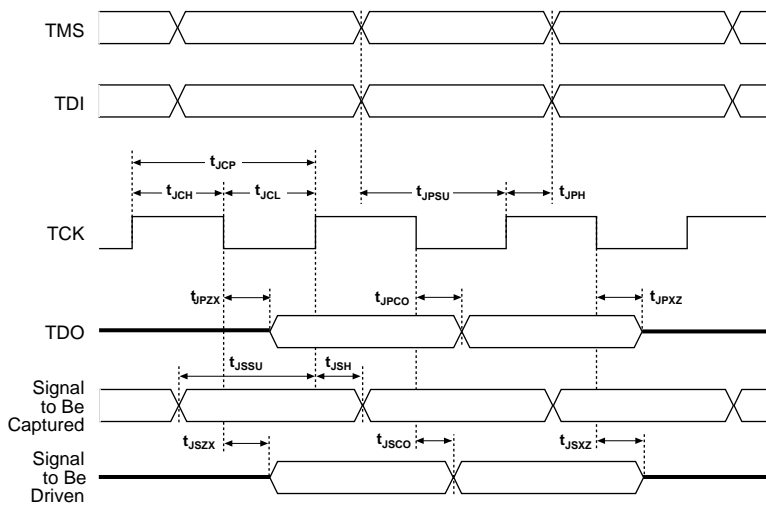 TMS
TDI
tJCP
tJCH tJCL tJPSU tJPH
TCK
tJPZX tJPCO tJPXZ
TDO
tJSSU tJSH
Signal
to Be
Captured
tJSZX tJSCO tJSXZ
Signal
to Be
Driven